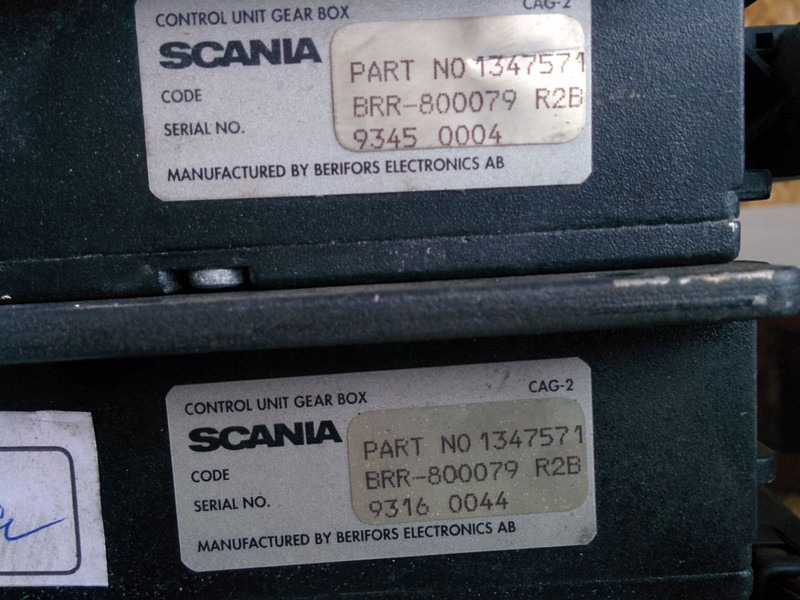 CONTROL UNIT GEAR BOX CAG-2
SCANIA
PART NO 1347571
CODE BRR-800079 R2B
SERIAL NO. 9345 0004
MANUFACTURED BY BERIFORS ELECTRONICS AB
CONTROL UNIT GEAR BOX CAG-2
SCANIA
PART NO 1347571
CODE BRR-800079 R2B
SERIAL NO. 9316 0044
MANUFACTURED BY BERIFORS ELECTRONICS AB